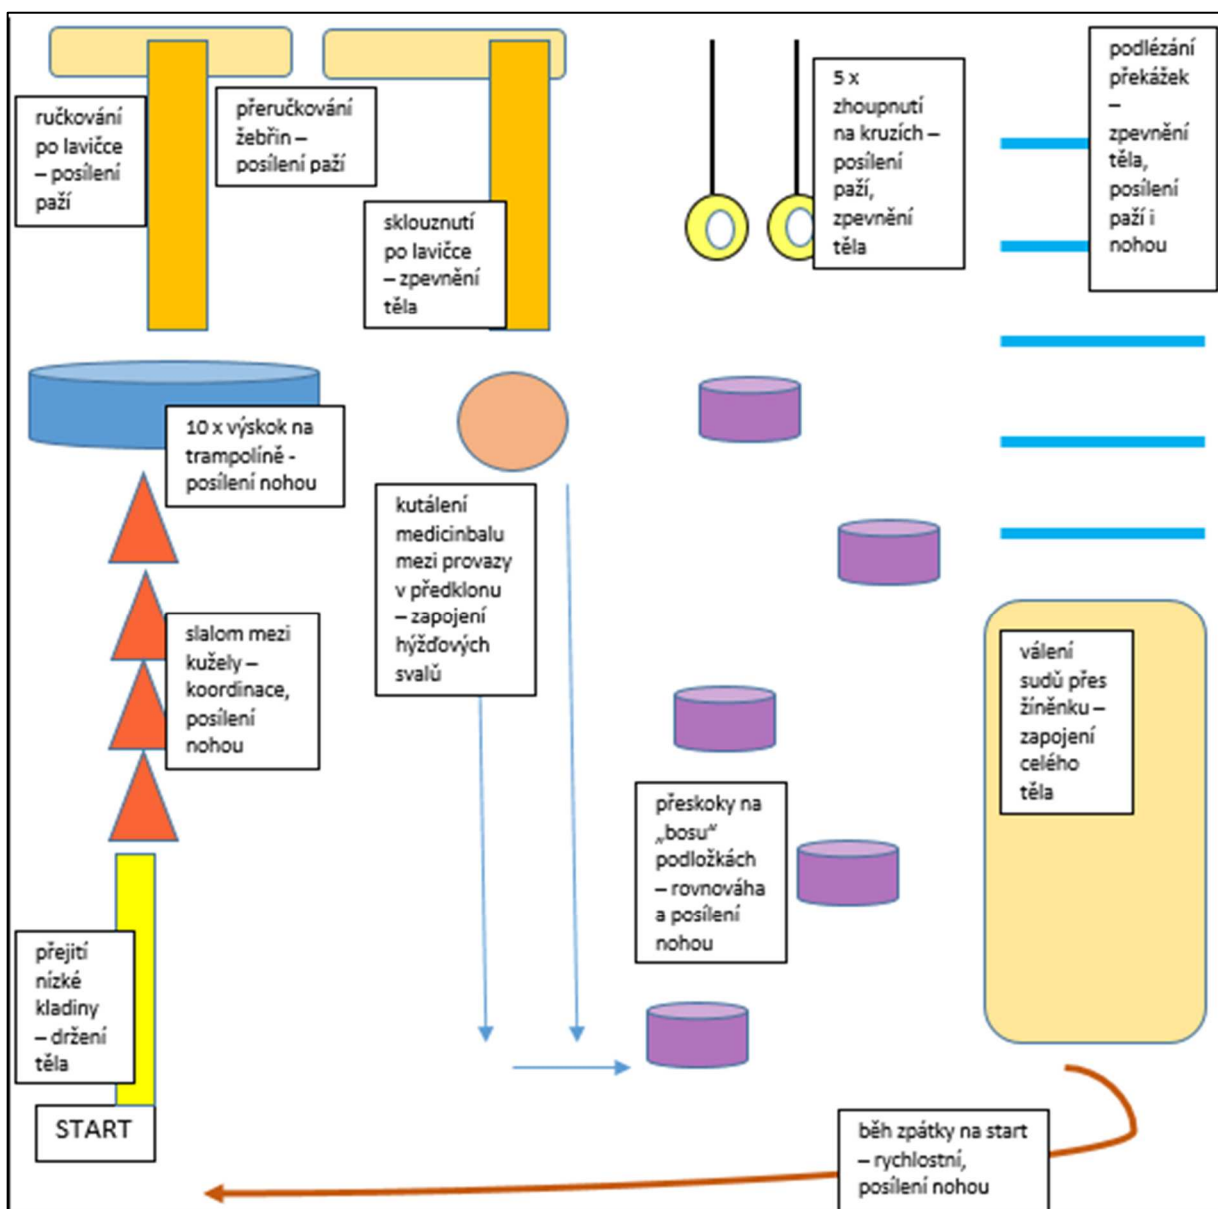 ručkování
po lavičce
– posílení
paží
přeručkování
žebřin –
posílení paží
sklouznutí
po lavičce
– zpevnění
těla
5 x
zhoupnutí
na kruzích –
posílení
paží,
zpevnění
těla
podlézání
překážek
–
zpevnění
těla,
posílení
paží i
nohou
10 x výskok na
trampolíně -
posílení nohou
kutálení
medicinbalu
mezi provazy
v předklonu
– zapojení
hýžďových
svalů
slalom mezi
kužely –
koordinace,
posílení
nohou
válení
sudů přes
žíněnku –
zapojení
celého
těla
přeskoky na
„bosu“
podložkách
– rovnováha
a posílení
nohou
přejití
nízké
kladiny
– držení
těla
START
běh zpátky na start
– rychlostní,
posílení nohou